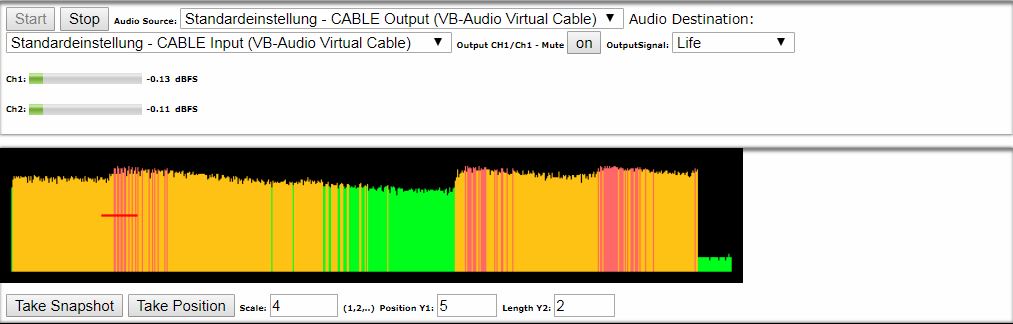 Start Stop Audio Source: Standardeinstellung - CABLE Output (VB-Audio Virtual Cable) Audio Destination:
Standardeinstellung - CABLE Input (VB-Audio Virtual Cable) Output CH1/Ch1 - Mute on OutputSignal: Life
Ch1: -0.13 dBFS
Ch2: -0.11 dBFS
Take Snapshot Take Position Scale: 4 (1,2,..) Position Y1: 5 Length Y2: 2